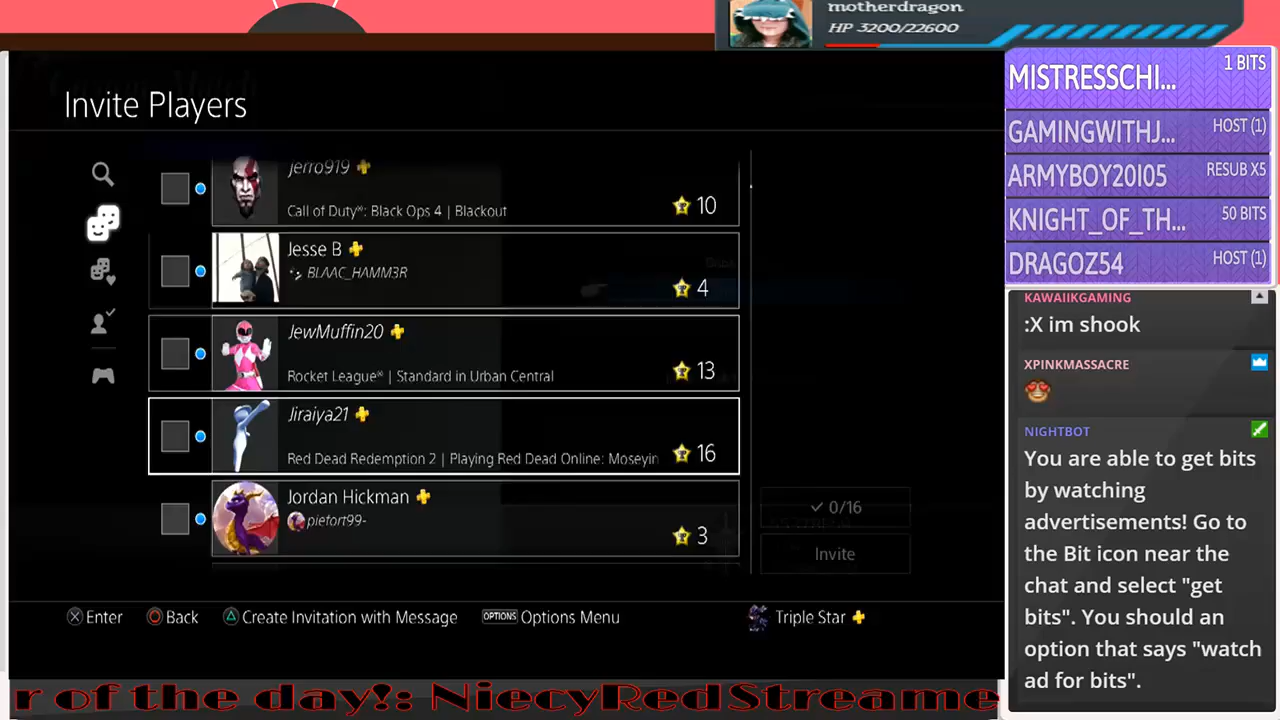 motherdragon
HP 3200/22600
Invite Players
Jerro919
Call of Duty®: Black Ops 4 | Blackout
10
Jesse B
BLAAC_HAMM3R
4
JewMuffin20
Rocket League® | Standard in Urban Central
13
Jiraiya21
Red Dead Redemption 2 | Playing Red Dead Online: Moseyin
16
Jordan Hickman
piefort99-
3
0/16
Invite
Enter
Back
Create Invitation with Message
OPTIONS Options Menu
Triple Star
MISTRESSCHI... 1 BITS
GAMINGWITHJ... HOST (1)
ARMYBOY20105 RESUB X5
KNIGHT_OF_TH... 50 BITS
DRAGOZ54 HOST (1)
KAWAIIKGAMING
:X im shook
XPINKMASSACRE
NIGHTBOT
You are able to get bits
by watching
advertisements! Go to
the Bit icon near the
chat and select "get
bits". You should an
option that says "watch
ad for bits".
r of the day!: NiecyRedStreame